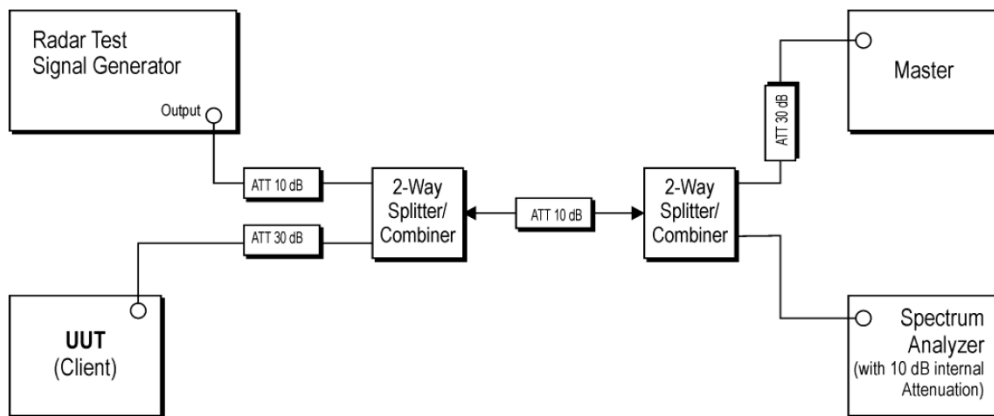 Radar Test
Signal Generator
Output
Master
ATT 30 dB
ATT 10 dB
2-Way
Splitter/
Combiner
ATT 10 dB
2-Way
Splitter/
Combiner
ATT 30 dB
UUT
(Client)
Spectrum
Analyzer
(with 10 dB internal
Attenuation)